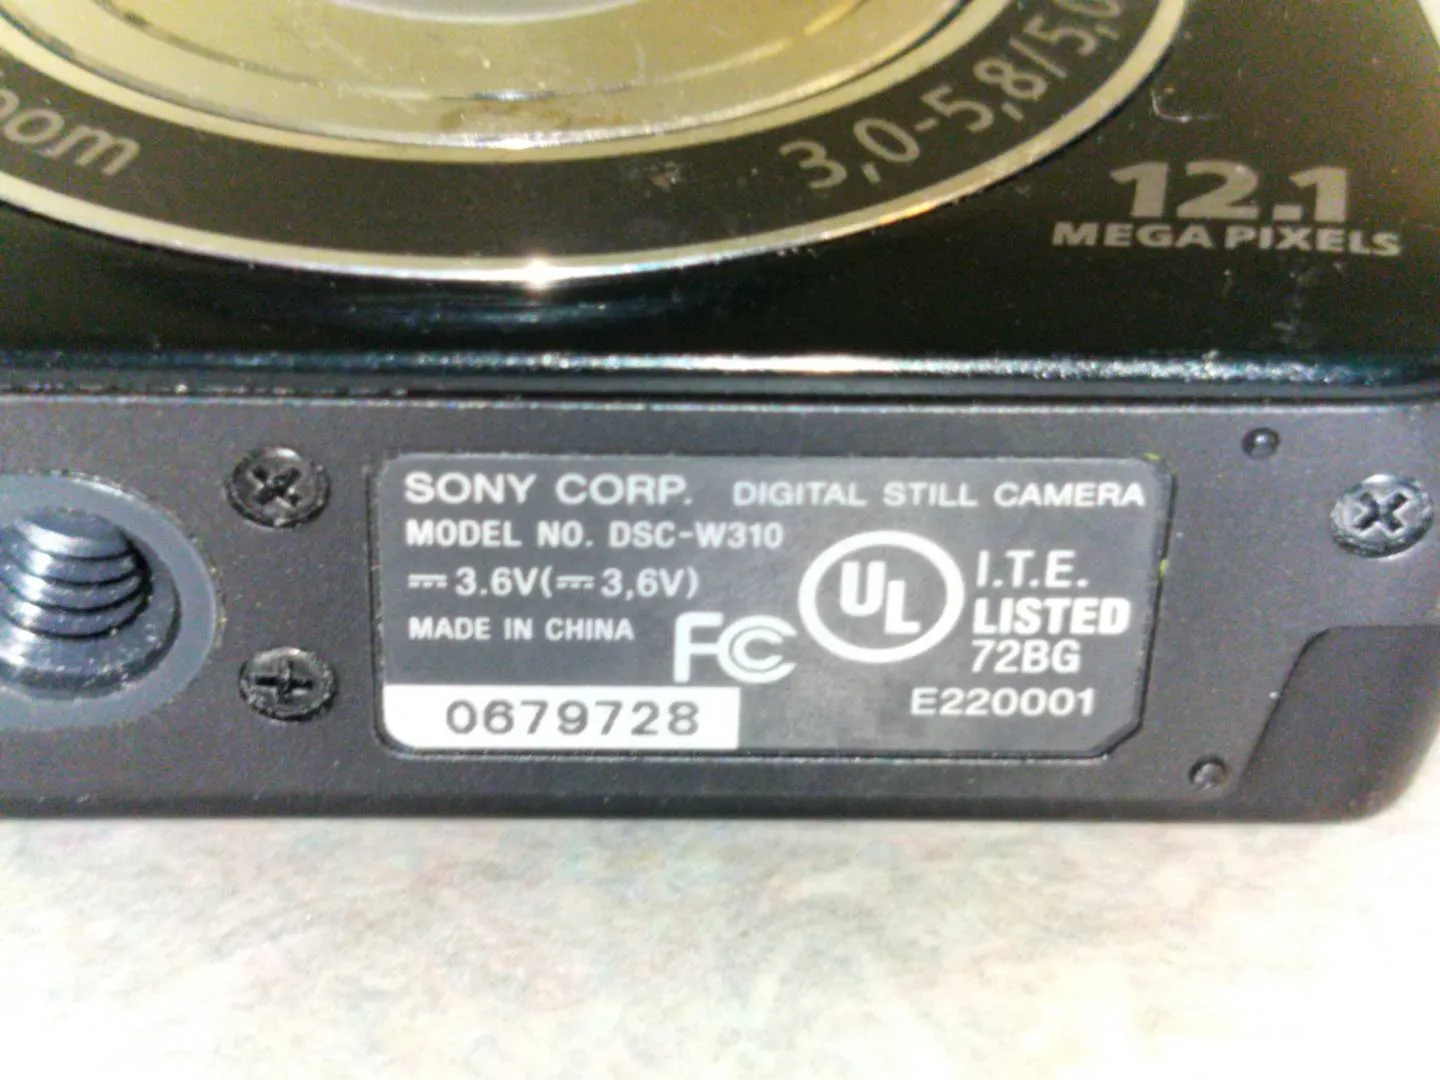 3,0-5,8/5,0
12.1
MEGA PIXELS
SONY CORP. DIGITAL STILL CAMERA
MODEL NO. DSC-W310
⎓ 3.6V(⎓ 3,6V)
MADE IN CHINA
FC
UL
I.T.E.
LISTED
72BG
E220001
0679728